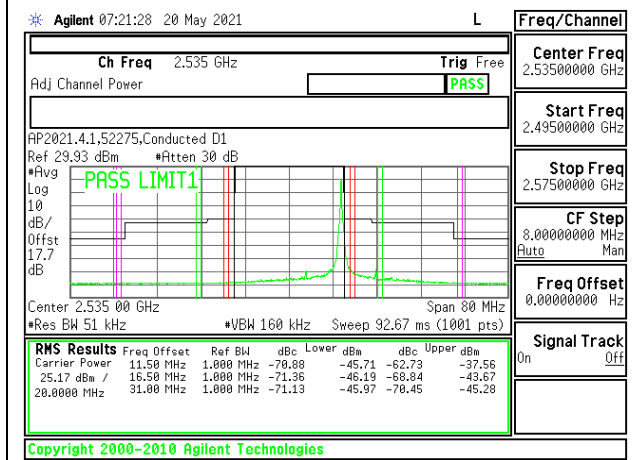 Agilent 07:21:28 20 May 2021 L
Freq/Channel
Ch Freq 2.535 GHz Trig Free
Adj Channel Power PASS
AP2021.4.1,52275,Conducted D1
Ref 29.93 dBm #Atten 30 dB
#Avg
Log
10
dB/
Offst
17.7
dB
PASS LIMIT1
Center 2.535 00 GHz Span 80 MHz
#Res BW 51 kHz #VBW 160 kHz Sweep 92.67 ms (1001 pts)
RMS Results Freq Offset Ref BW dBc Lower dBm dBc Upper dBm
Carrier Power 11.50 MHz 1.000 MHz -70.88 -45.71 -62.73 -37.56
25.17 dBm / 16.50 MHz 1.000 MHz -71.36 -46.19 -68.84 -43.67
20.0000 MHz 31.00 MHz 1.000 MHz -71.13 -45.97 -70.45 -45.28
Copyright 2000-2010 Agilent Technologies
Center Freq
2.53500000 GHz
Start Freq
2.49500000 GHz
Stop Freq
2.57500000 GHz
CF Step
8.00000000 MHz
Auto Man
Freq Offset
0.00000000 Hz
Signal Track
On Off